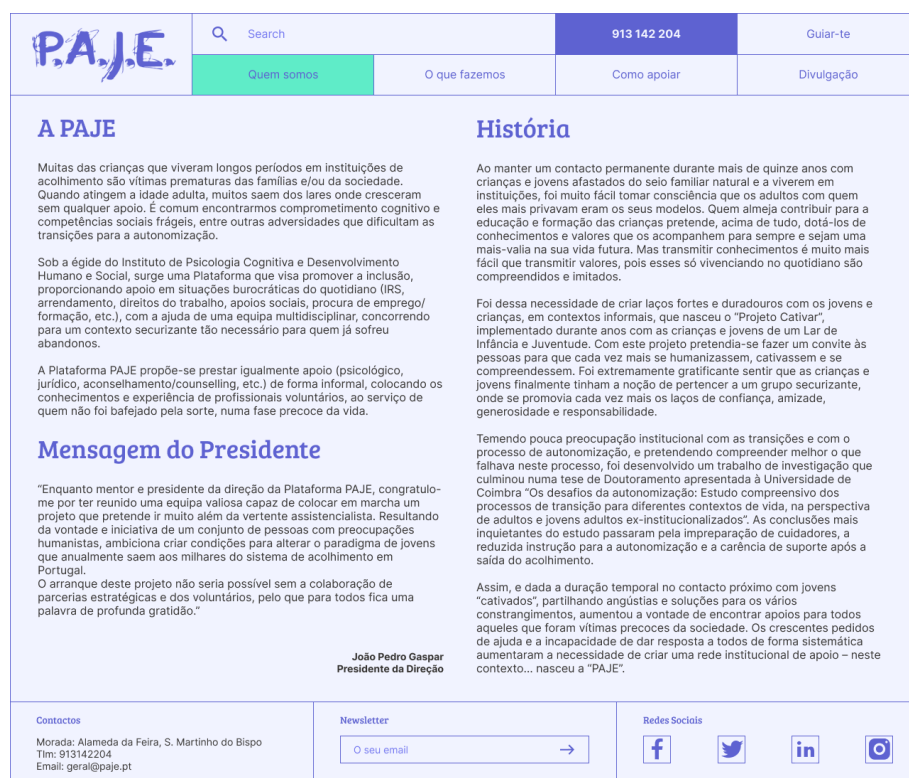 P.A.J.E.
Search
913 142 204
Guiar-te
Quem somos
O que fazemos
Como apoiar
Divulgação
A PAJE
Muitas das crianças que viveram longos períodos em instituições de
acolhimento são vítimas prematuras das famílias e/ou da sociedade.
Quando atingem a idade adulta, muitos saem dos lares onde cresceram
sem qualquer apoio. É comum encontrarmos comprometimento cognitivo e
competências sociais frágeis, entre outras adversidades que dificultam as
transições para a autonomização.
Sob a égide do Instituto de Psicologia Cognitiva e Desenvolvimento
Humano e Social, surge uma Plataforma que visa promover a inclusão,
proporcionando apoio em situações burocráticas do quotidiano (IRS,
arrendamento, direitos do trabalho, apoios sociais, procura de emprego/
formação, etc.), com a ajuda de uma equipa multidisciplinar, concorrendo
para um contexto securizante tão necessário para quem já sofreu
abandonos.
A Plataforma PAJE propõe-se prestar igualmente apoio (psicológico,
jurídico, aconselhamento/counselling, etc.) de forma informal, colocando os
conhecimentos e experiência de profissionais voluntários, ao serviço de
quem não foi bafejado pela sorte, numa fase precoce da vida.
Mensagem do Presidente
“Enquanto mentor e presidente da direção da Plataforma PAJE, congratulo-
me por ter reunido uma equipa valiosa capaz de colocar em marcha um
projeto que pretende ir muito além da vertente assistencialista. Resultando
da vontade e iniciativa de um conjunto de pessoas com preocupações
humanistas, ambiciona criar condições para alterar o paradigma de jovens
que anualmente saem aos milhares do sistema de acolhimento em
Portugal.
O arranque deste projeto não seria possível sem a colaboração de
parcerias estratégicas e dos voluntários, pelo que para todos fica uma
palavra de profunda gratidão.”
João Pedro Gaspar
Presidente da Direção
História
Ao manter um contacto permanente durante mais de quinze anos com
crianças e jovens afastados do seio familiar natural e a viverem em
instituições, foi muito fácil tomar consciência que os adultos com quem
eles mais privavam eram os seus modelos. Quem almeja contribuir para a
educação e formação das crianças pretende, acima de tudo, dotá-los de
conhecimentos e valores que os acompanhem para sempre e sejam uma
mais-valia na sua vida futura. Mas transmitir conhecimentos é muito mais
fácil que transmitir valores, pois esses só vivenciando no quotidiano são
compreendidos e imitados.
Foi dessa necessidade de criar laços fortes e duradouros com os jovens e
crianças, em contextos informais, que nasceu o “Projeto Cativar”,
implementado durante anos com as crianças e jovens de um Lar de
Infância e Juventude. Com este projeto pretendia-se fazer um convite às
pessoas para que cada vez mais se humanizassem, cativassem e se
compreendessem. Foi extremamente gratificante sentir que as crianças e
jovens finalmente tinham a noção de pertencer a um grupo securizante,
onde se promovia cada vez mais os laços de confiança, amizade,
generosidade e responsabilidade.
Temendo pouca preocupação institucional com as transições e com o
processo de autonomização, e pretendendo compreender melhor o que
falhava neste processo, foi desenvolvido um trabalho de investigação que
culminou numa tese de Doutoramento apresentada à Universidade de
Coimbra “Os desafios da autonomização: Estudo compreensivo dos
processos de transição para diferentes contextos de vida, na perspectiva
de adultos e jovens adultos ex-institucionalizados”. As conclusões mais
inquietantes do estudo passaram pela impreparação de cuidadores, a
reduzida instrução para a autonomização e a carência de suporte após a
saída do acolhimento.
Assim, e dada a duração temporal no contacto próximo com jovens
“cativados”, partilhando angústias e soluções para os vários
constrangimentos, aumentou a vontade de encontrar apoios para todos
aqueles que foram vítimas precoces da sociedade. Os crescentes pedidos
de ajuda e a incapacidade de dar resposta a todos de forma sistemática
aumentaram a necessidade de criar uma rede institucional de apoio – neste
contexto… nasceu a “PAJE”.
Contactos
Morada: Alameda da Feira, S. Martinho do Bispo
Tlm: 913142204
Email: geral@paje.pt
Newsletter
O seu email
Redes Sociais